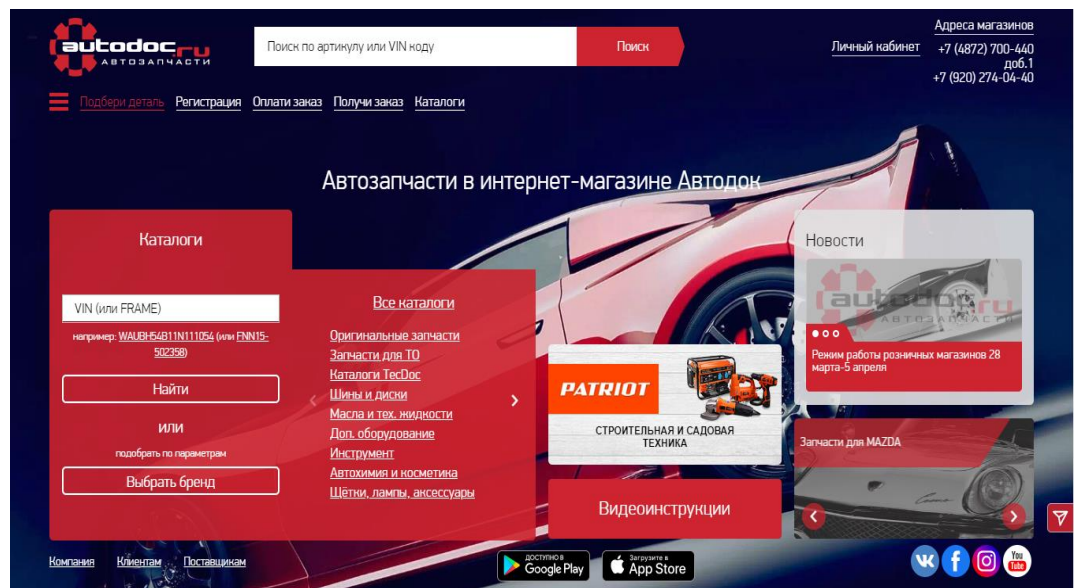 autodoc.ru
АВТОЗАПЧАСТИ
Поиск по артикулу или VIN коду
Поиск
Личный кабинет
Адреса магазинов
+7 (4872) 700-440
доб.1
+7 (920) 274-04-40
Подбери деталь Регистрация Оплати заказ Получи заказ Каталоги
Автозапчасти в интернет-магазине Автодок
Каталоги
VIN (или FRAME)
например: WAUBH54B11N111054 (или FNN15-
502358)
Найти
или
подобрать по параметрам
Выбрать бренд
Все каталоги
Оригинальные запчасти
Запчасти для ТО
Каталоги TecDoc
Шины и диски
Масла и тех. жидкости
Доп. оборудование
Инструмент
Автохимия и косметика
Щётки, лампы, аксессуары
PATRIOT
СТРОИТЕЛЬНАЯ И САДОВАЯ
ТЕХНИКА
Видеоинструкции
Новости
autodoc.ru
АВТОЗАПЧАСТИ
Режим работы розничных магазинов 28
марта-5 апреля
Запчасти для MAZDA
Компания Клиентам Поставщикам
ДОСТУПНО В
Google Play
Загрузите в
App Store
You
Tube